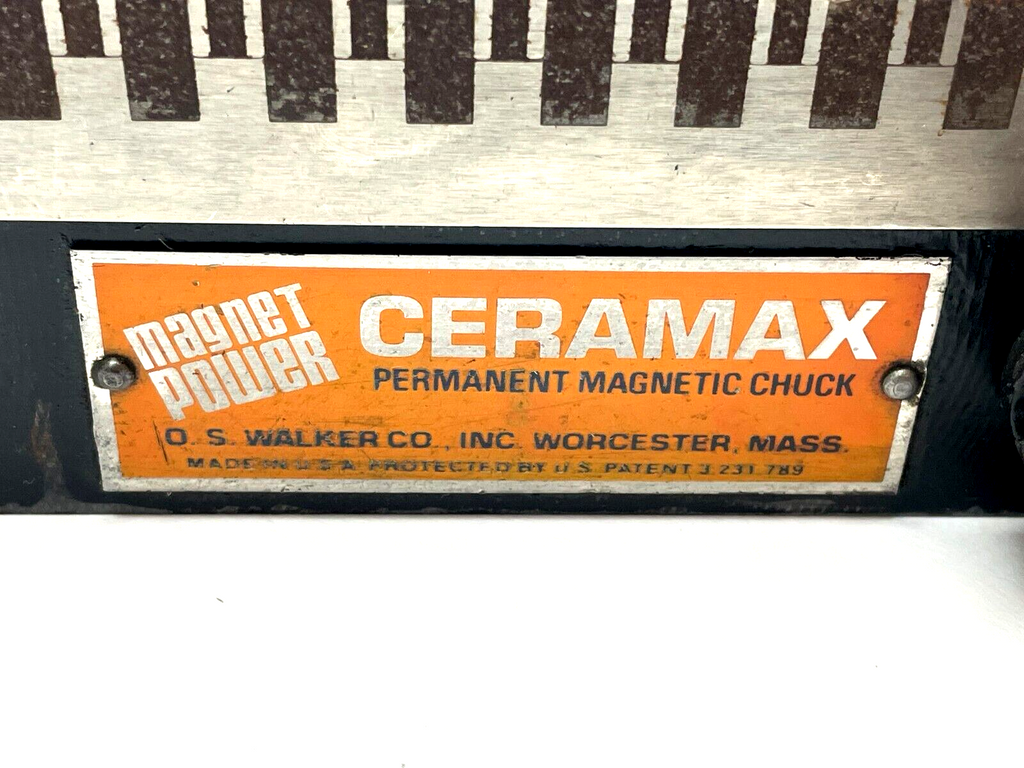 magnet
power
CERAMAX
PERMANENT MAGNETIC CHUCK
O. S. WALKER CO., INC. WORCESTER, MASS.
MADE IN U.S.A. PROTECTED BY U.S. PATENT 3,231,789